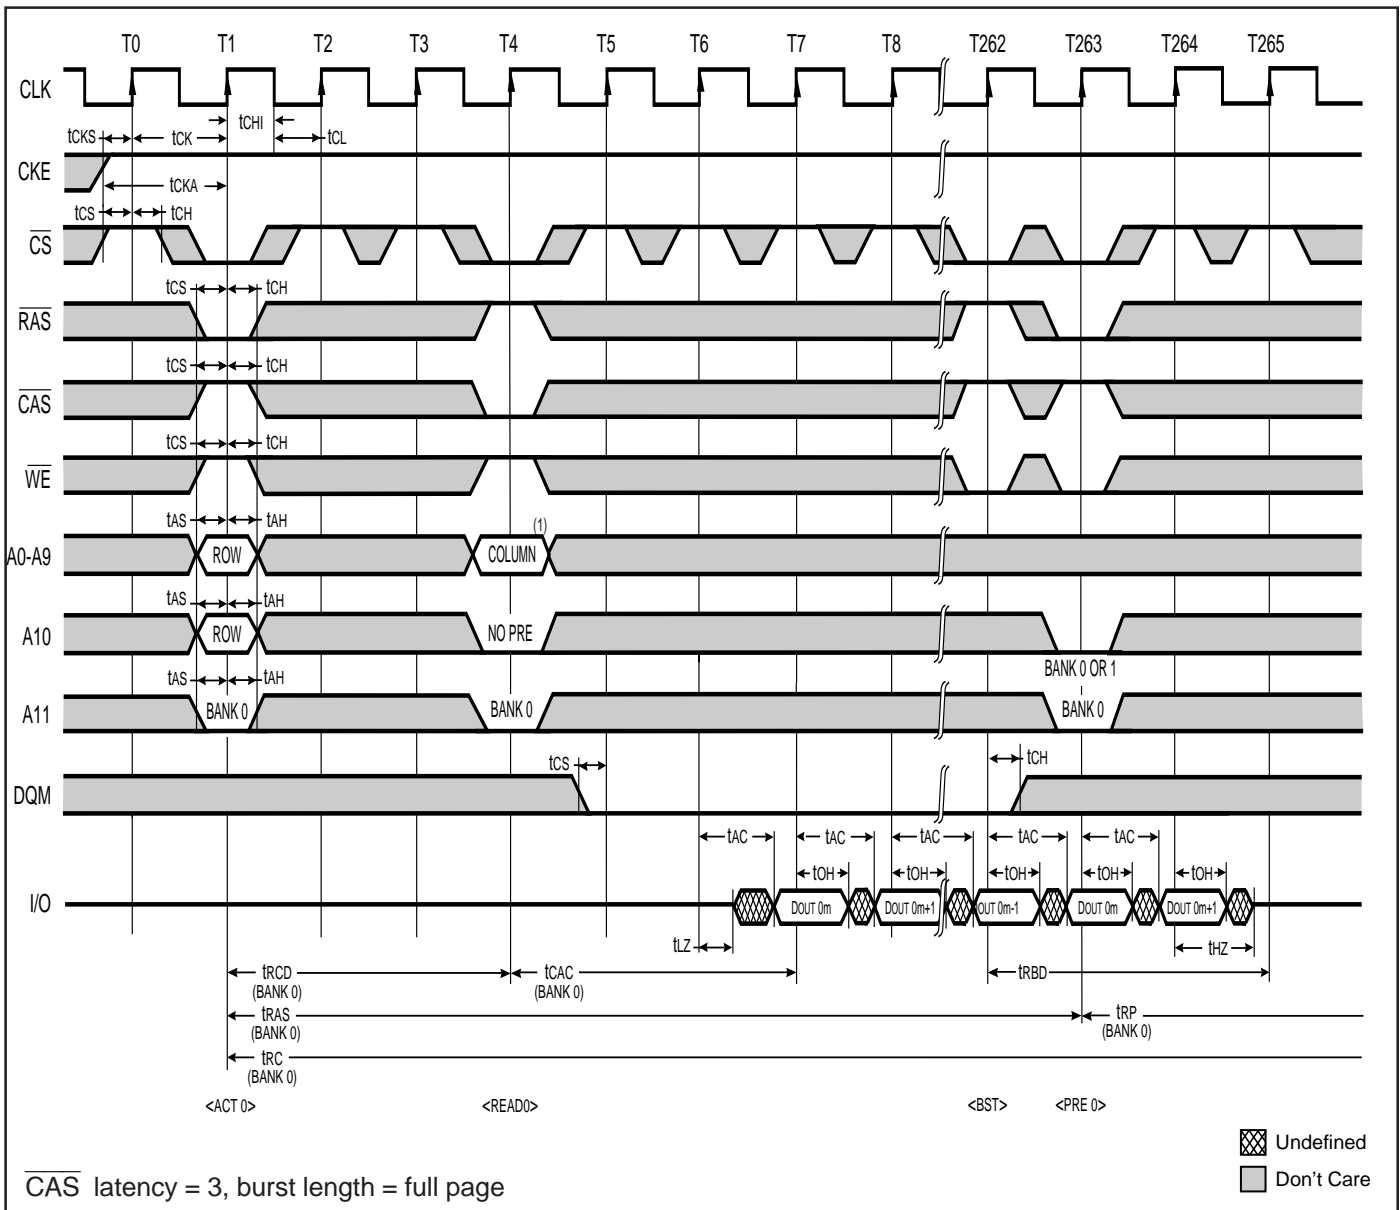 T0 T1 T2 T3 T4 T5 T6 T7 T8 T262 T263 T264 T265
CLK
tCHI
tCKS tCK tCL
CKE
tCKA
tCS tCH
CS
tCS tCH
RAS
tCS tCH
CAS
tCS tCH
WE
tAS tAH (1)
A0-A9 ROW COLUMN
tAS tAH
A10 ROW NO PRE
BANK 0 OR 1
tAS tAH
A11 BANK 0 BANK 0 BANK 0
tCS tCH
DQM
tAC tAC tAC tAC tAC
tOH tOH tOH tOH tOH
I/O DOUT 0m DOUT 0m+1 OUT 0m-1 DOUT 0m DOUT 0m+1
tLZ tHZ
tRCD tCAC tRBD
(BANK 0) (BANK 0)
tRAS tRP
(BANK 0) (BANK 0)
tRC
(BANK 0)
<ACT 0> <READ0> <BST> <PRE 0>
Undefined
Don't Care
CAS latency = 3, burst length = full page